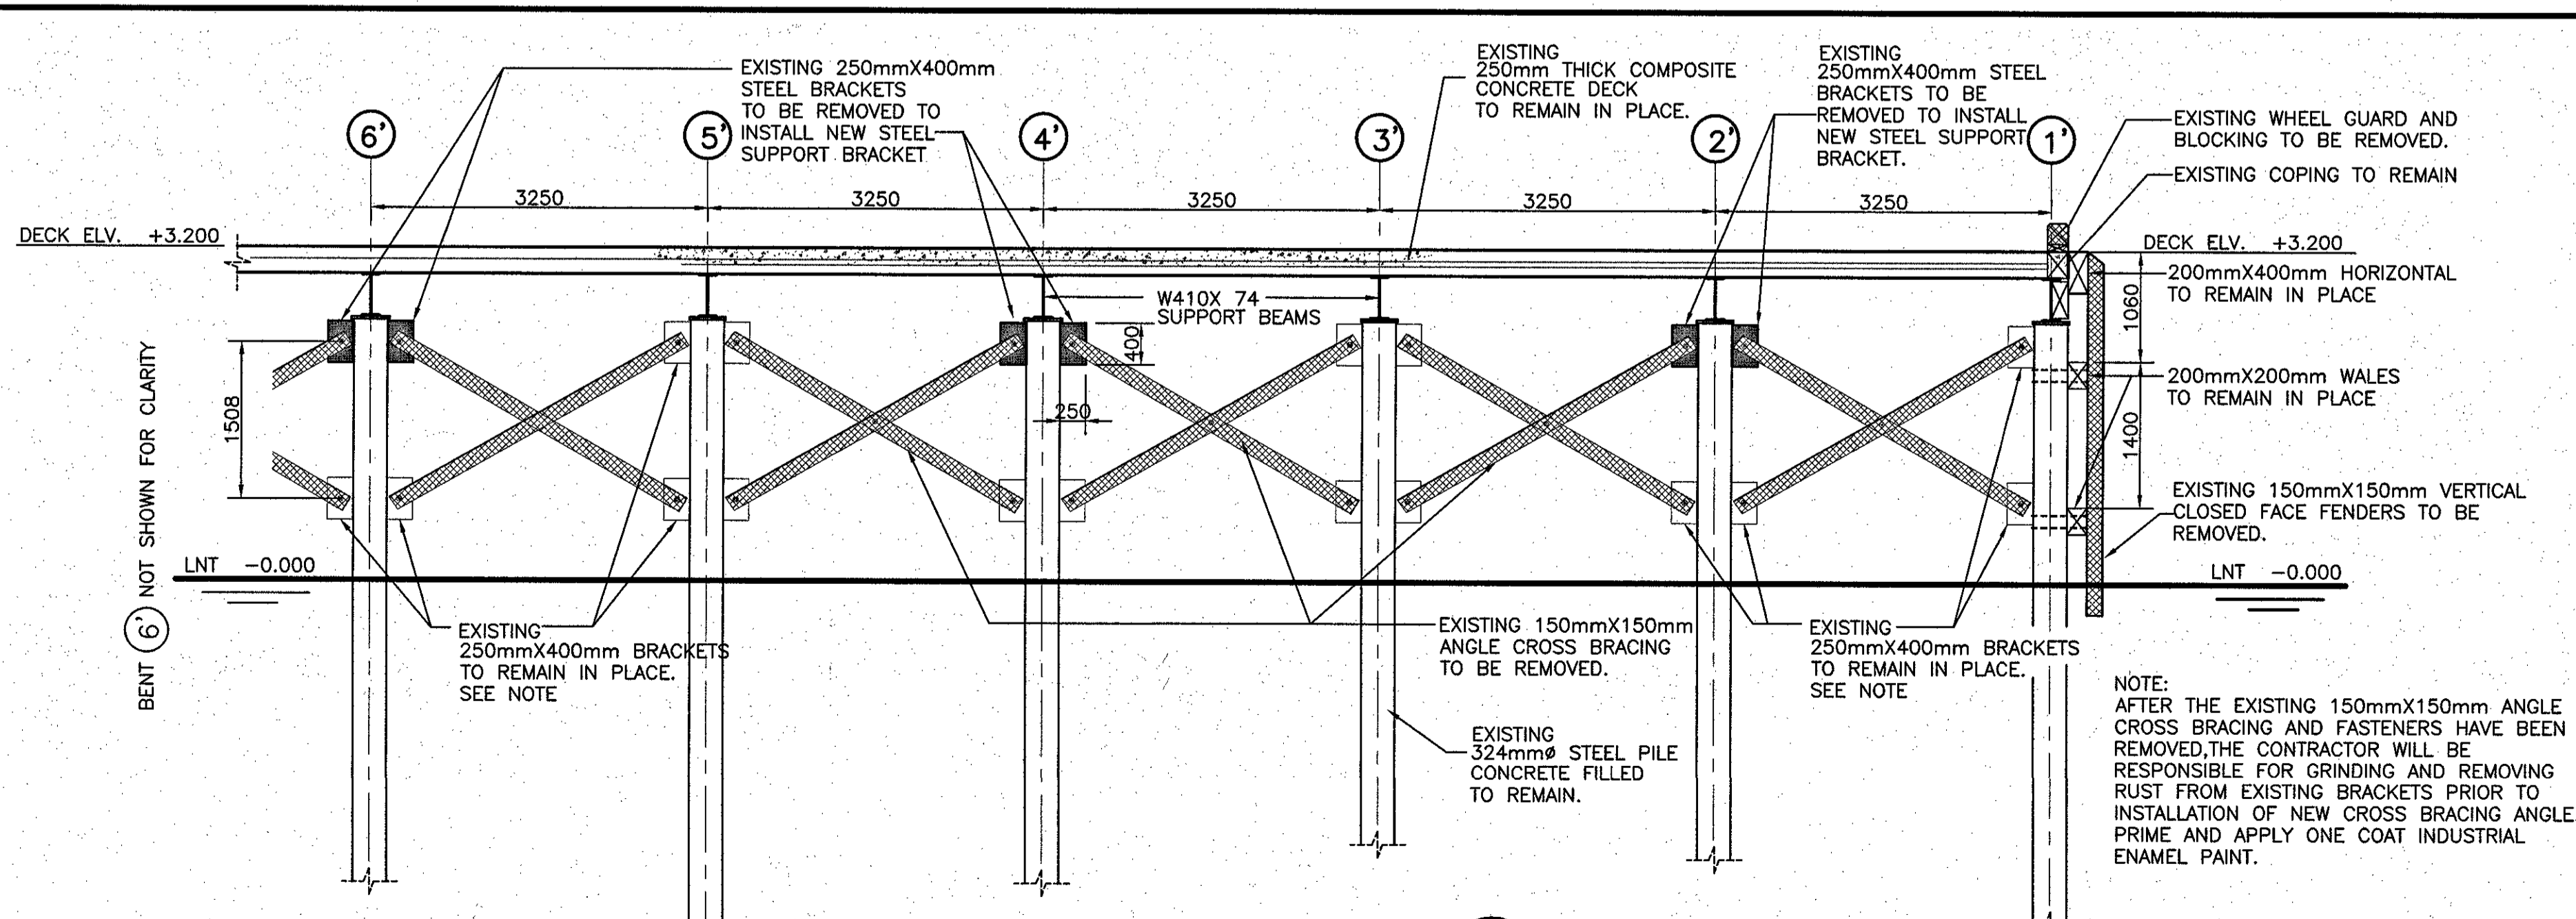 EXISTING 250mmX400mm
STEEL BRACKETS
TO BE REMOVED TO
INSTALL NEW STEEL
SUPPORT BRACKET
EXISTING
250mm THICK COMPOSITE
CONCRETE DECK
TO REMAIN IN PLACE.
EXISTING
250mmX400mm STEEL
BRACKETS TO BE
REMOVED TO INSTALL
NEW STEEL SUPPORT
BRACKET.
EXISTING WHEEL GUARD AND
BLOCKING TO BE REMOVED.
EXISTING COPING TO REMAIN
6'
5'
4'
3'
2'
1'
3250
3250
3250
3250
3250
DECK ELV. +3.200
DECK ELV. +3.200
200mmX400mm HORIZONTAL
TO REMAIN IN PLACE
1060
W410X 74
SUPPORT BEAMS
400
250
1508
200mmX200mm WALES
TO REMAIN IN PLACE
1400
EXISTING 150mmX150mm VERTICAL
CLOSED FACE FENDERS TO BE
REMOVED.
BENT 6' NOT SHOWN FOR CLARITY
LNT -0.000
LNT -0.000
EXISTING
250mmX400mm BRACKETS
TO REMAIN IN PLACE.
SEE NOTE
EXISTING 150mmX150mm
ANGLE CROSS BRACING
TO BE REMOVED.
EXISTING
250mmX400mm BRACKETS
TO REMAIN IN PLACE.
SEE NOTE
EXISTING
324mmø STEEL PILE
CONCRETE FILLED
TO REMAIN.
NOTE:
AFTER THE EXISTING 150mmX150mm ANGLE
CROSS BRACING AND FASTENERS HAVE BEEN
REMOVED,THE CONTRACTOR WILL BE
RESPONSIBLE FOR GRINDING AND REMOVING
RUST FROM EXISTING BRACKETS PRIOR TO
INSTALLATION OF NEW CROSS BRACING ANGLE.
PRIME AND APPLY ONE COAT INDUSTRIAL
ENAMEL PAINT.